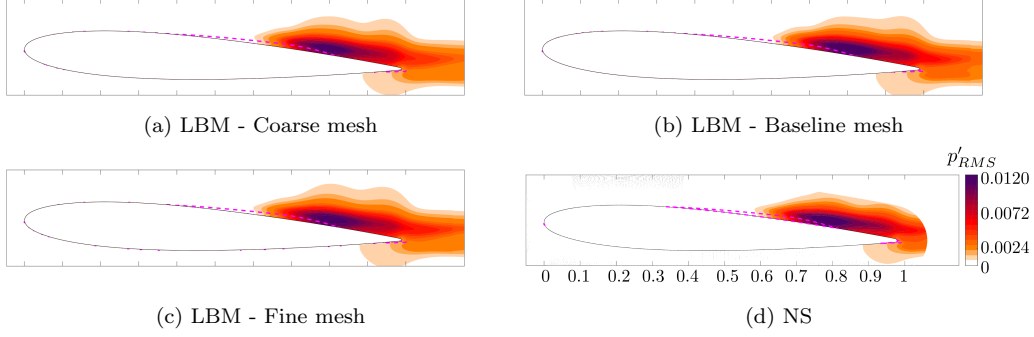 (a) LBM - Coarse mesh
(b) LBM - Baseline mesh
p′RMS
0.0120
0.0072
0.0024
0
0 0.1 0.2 0.3 0.4 0.5 0.6 0.7 0.8 0.9 1
(c) LBM - Fine mesh
(d) NS